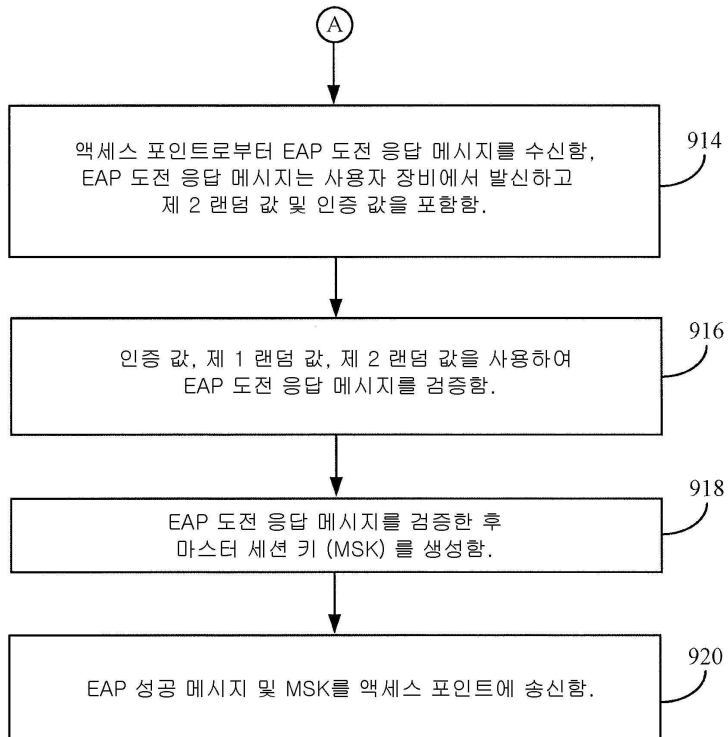 A
액세스 포인트로부터 EAP 도전 응답 메시지를 수신함,
EAP 도전 응답 메시지는 사용자 장비에서 발신하고
제 2 랜덤 값 및 인증 값을 포함함.
914
인증 값, 제 1 랜덤 값, 제 2 랜덤 값을 사용하여
EAP 도전 응답 메시지를 검증함.
916
EAP 도전 응답 메시지를 검증한 후
마스터 세션 키 (MSK) 를 생성함.
918
EAP 성공 메시지 및 MSK를 액세스 포인트에 송신함.
920